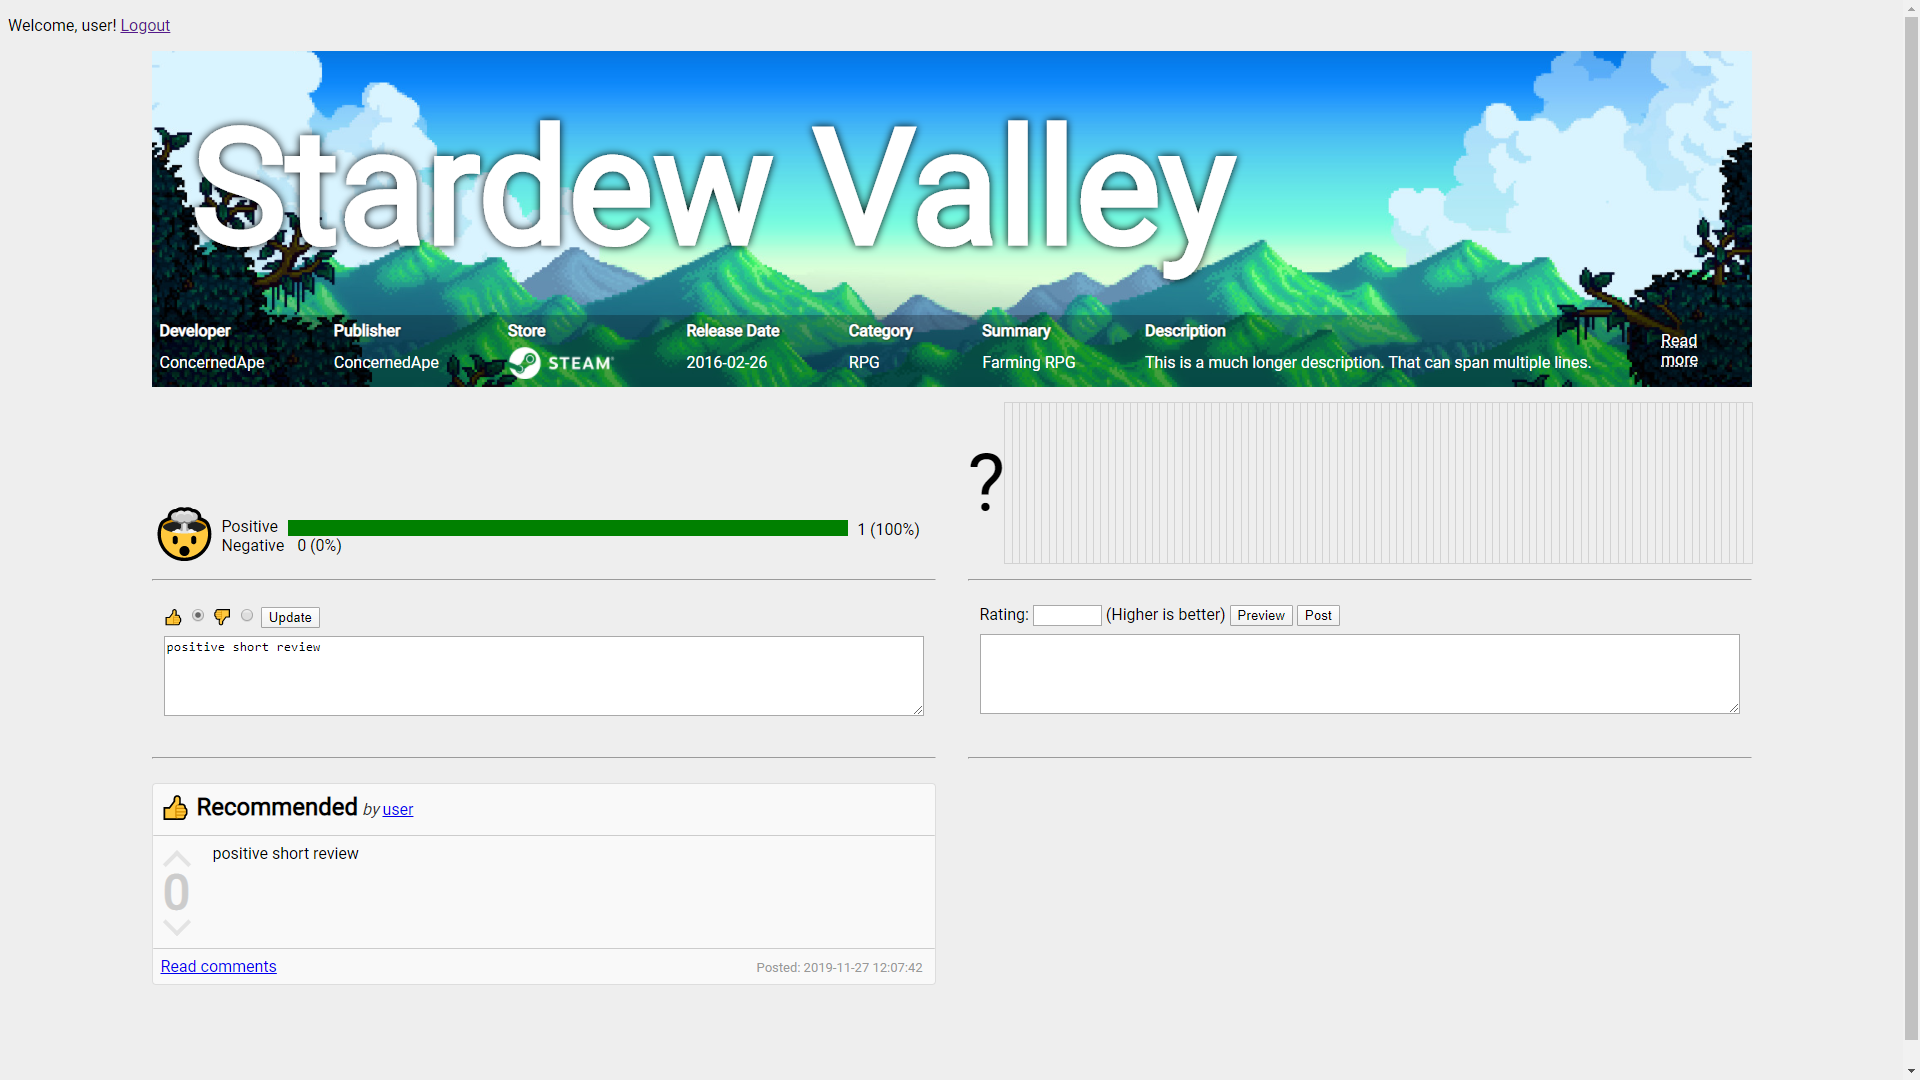 Welcome, user! Logout
Stardew Valley
Developer Publisher Store Release Date Category Summary Description
ConcernedApe ConcernedApe STEAM 2016-02-26 RPG Farming RPG This is a much longer description. That can span multiple lines.
Read
more
?
Positive 1 (100%)
Negative 0 (0%)
Update
positive short review
Rating: (Higher is better) Preview Post
Recommended by user
positive short review
0
Read comments Posted: 2019-11-27 12:07:42